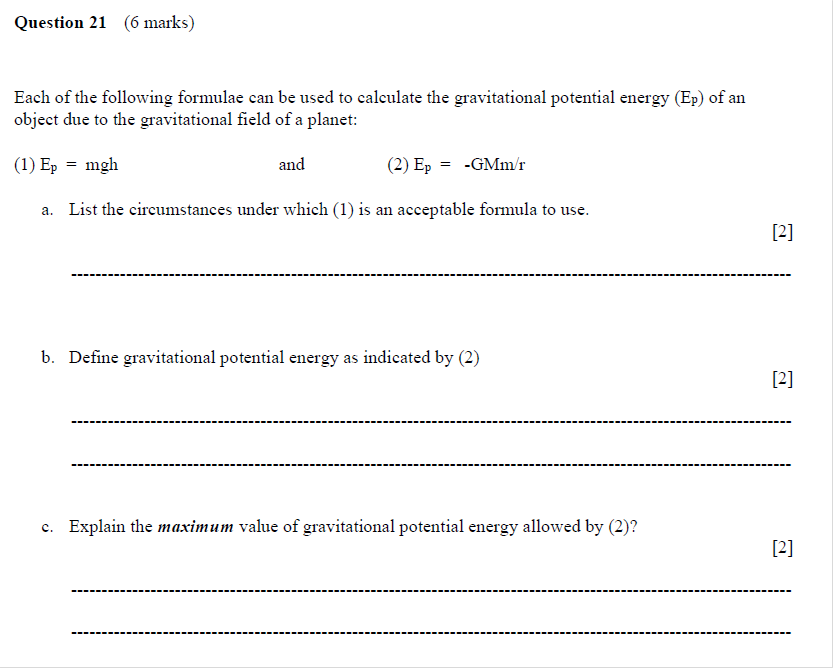 Question 21 (6 marks)
Each of the following formulae can be used to calculate the gravitational potential energy (Ep) of an
object due to the gravitational field of a planet:
(1) Ep = mgh and (2) Ep = -GMm/r
a. List the circumstances under which (1) is an acceptable formula to use.
[2]
b. Define gravitational potential energy as indicated by (2)
[2]
c. Explain the maximum value of gravitational potential energy allowed by (2)?
[2]